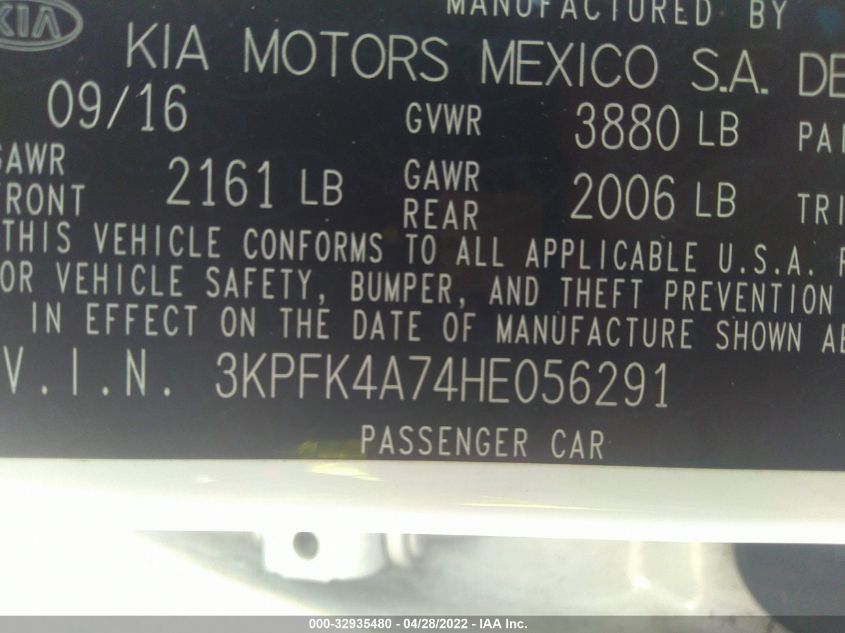 MANUFACTURED BY
KIA
KIA MOTORS MEXICO S.A. DE
09/16 GVWR 3880 LB
GAWR FRONT 2161 LB GAWR REAR 2006 LB
THIS VEHICLE CONFORMS TO ALL APPLICABLE U.S.A.
OR VEHICLE SAFETY, BUMPER, AND THEFT PREVENTION
IN EFFECT ON THE DATE OF MANUFACTURE SHOWN
V.I.N. 3KPFK4A74HE056291
PASSENGER CAR
000-32935480 - 04/28/2022 - IAA Inc.